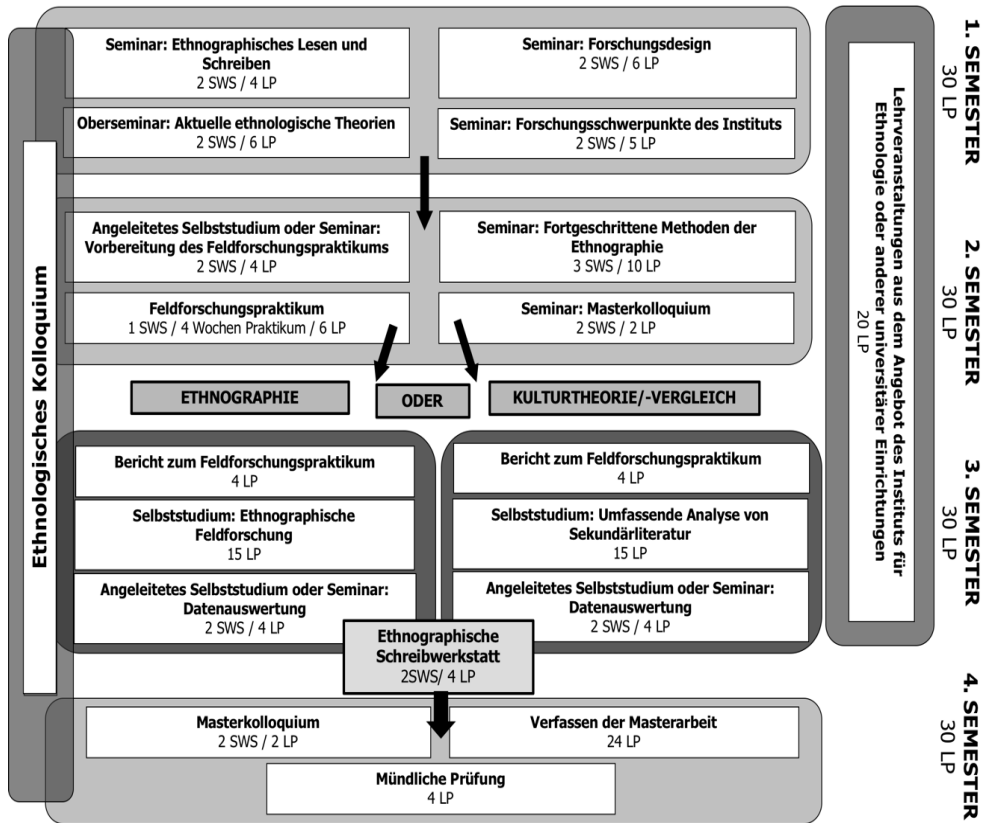 Seminar: Ethnographisches Lesen und
Schreiben
2 SWS / 4 LP
Seminar: Forschungsdesign
2 SWS / 6 LP
Oberseminar: Aktuelle ethnologische Theorien
2 SWS / 6 LP
Seminar: Forschungsschwerpunkte des Instituts
2 SWS / 5 LP
Angeleitetes Selbststudium oder Seminar:
Vorbereitung des Feldforschungspraktikums
2 SWS / 4 LP
Seminar: Fortgeschrittene Methoden der
Ethnographie
3 SWS / 10 LP
Feldforschungspraktikum
1 SWS / 4 Wochen Praktikum / 6 LP
Seminar: Masterkolloquium
2 SWS / 2 LP
ETHNOGRAPHIE
ODER
KULTURTHEORIE/-VERGLEICH
Bericht zum Feldforschungspraktikum
4 LP
Selbststudium: Ethnographische
Feldforschung
15 LP
Angeleitetes Selbststudium oder Seminar:
Datenauswertung
2 SWS / 4 LP
Bericht zum Feldforschungspraktikum
4 LP
Selbststudium: Umfassende Analyse von
Sekundärliteratur
15 LP
Angeleitetes Selbststudium oder Seminar:
Datenauswertung
2 SWS / 4 LP
Ethnographische
Schreibwerkstatt
2SWS/ 4 LP
Masterkolloquium
2 SWS / 2 LP
Verfassen der Masterarbeit
24 LP
Mündliche Prüfung
4 LP
Ethnologisches Kolloquium
Lehrveranstaltungen aus dem Angebot des Instituts für
Ethnologie oder anderer universitärer Einrichtungen
20 LP
1. SEMESTER
30 LP
2. SEMESTER
30 LP
3. SEMESTER
30 LP
4. SEMESTER
30 LP